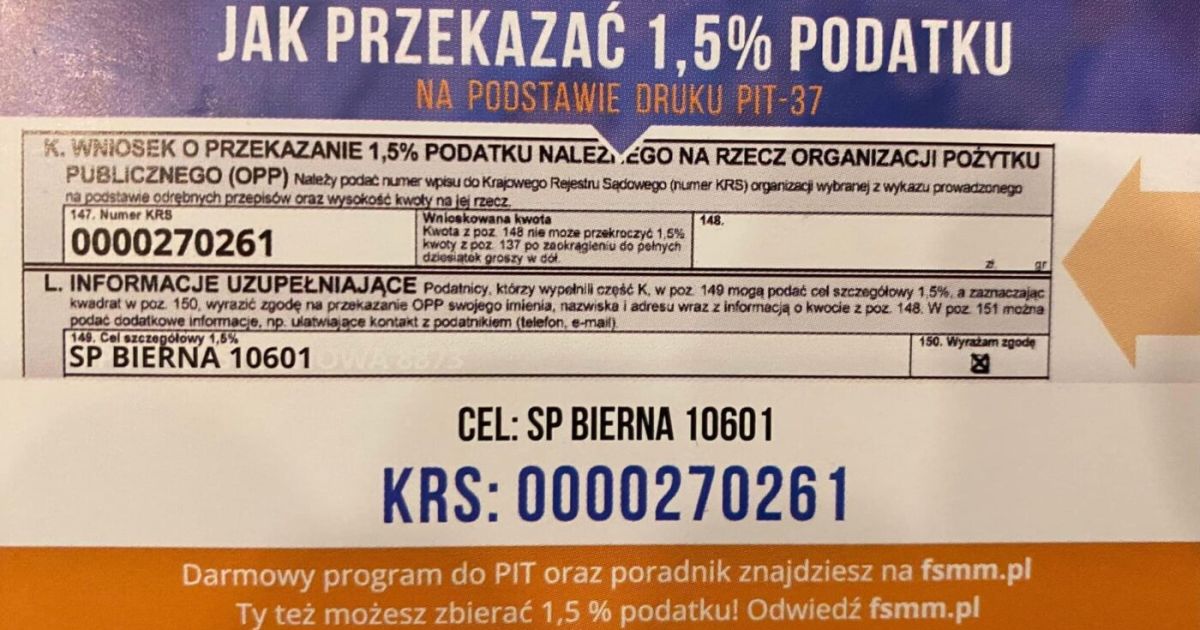 JAK PRZEKAZAĆ 1,5% PODATKU
NA PODSTAWIE DRUKU PIT-37
K. WNIOSEK O PRZEKAZANIE 1,5% PODATKU NALEŻNEGO NA RZECZ ORGANIZACJI POŻYTKU
PUBLICZNEGO (OPP) Należy podać numer wpisu do Krajowego Rejestru Sądowego (numer KRS) organizacji wybranej z wykazu prowadzonego
na podstawie odrębnych przepisów oraz wysokość kwoty na jej rzecz.
147. Numer KRS
0000270261
Wnioskowana kwota
Kwota z poz. 148 nie może przekroczyć 1,5%
kwoty z poz. 137 po zaokrągleniu do pełnych
dziesiątek groszy w dół.
148.
zł gr
L. INFORMACJE UZUPEŁNIAJĄCE Podatnicy, którzy wypełnili część K, w poz. 149 mogą podać cel szczegółowy 1,5%, a zaznaczając
kwadrat w poz. 150, wyrazić zgodę na przekazanie OPP swojego imienia, nazwiska i adresu wraz z informacją o kwocie z poz. 148. W poz. 151 można
podać dodatkowe informacje, np. ułatwiające kontakt z podatnikiem (telefon, e-mail).
149. Cel szczegółowy 1,5%
SP BIERNA 10601
150. Wyrażam zgodę
CEL: SP BIERNA 10601
KRS: 0000270261
Darmowy program do PIT oraz poradnik znajdziesz na fsmm.pl
Ty też możesz zbierać 1,5 % podatku! Odwiedź fsmm.pl